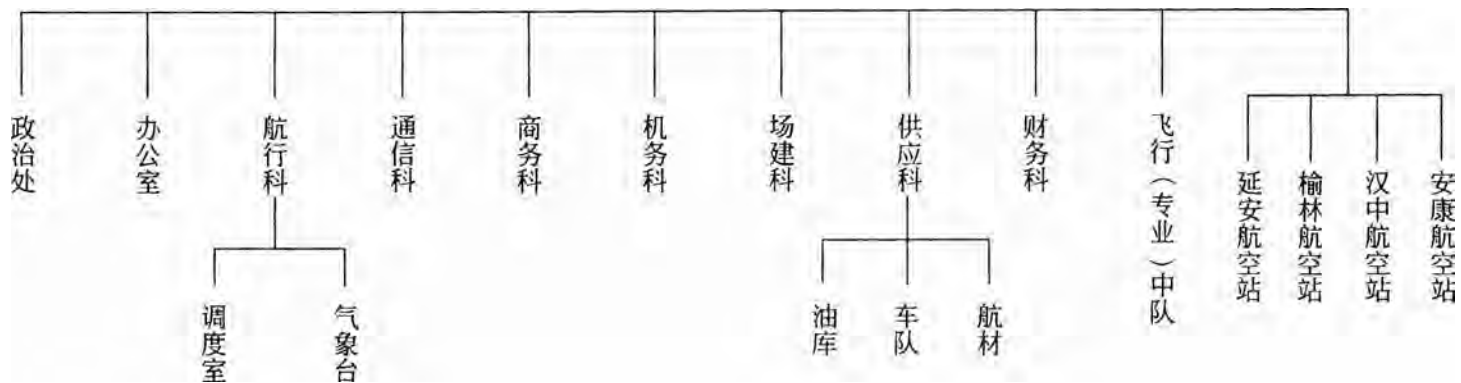 政治处
办公室
航行科
通信科
商务科
机务科
场建科
供应科
财务科
飞行（专业）中队
延安航空站
榆林航空站
汉中航空站
安康航空站
调度室
气象台
油库
车队
航材